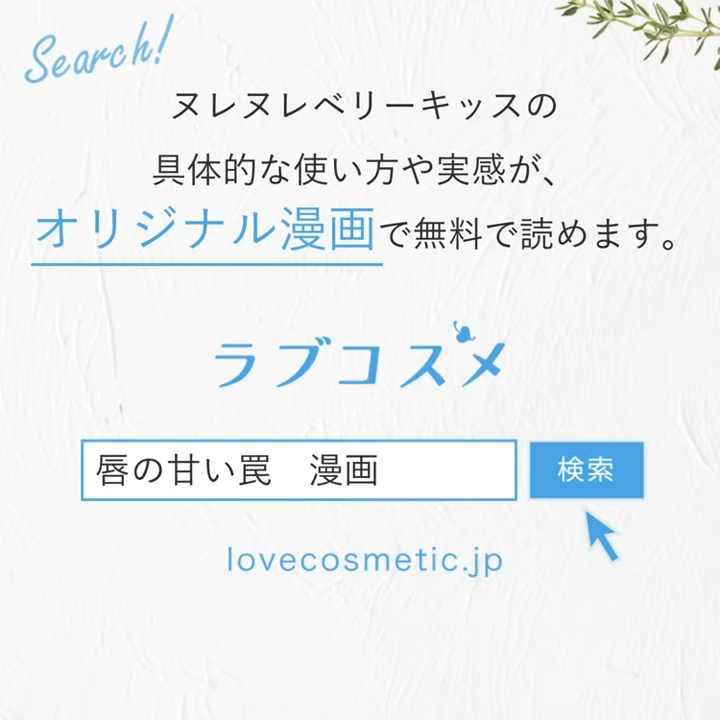 Search!
ヌレヌレベリーキッスの
具体的な使い方や実感が、
オリジナル漫画で無料で読めます。
ラブコスメ
唇の甘い罠　漫画
検索
lovecosmetic.jp